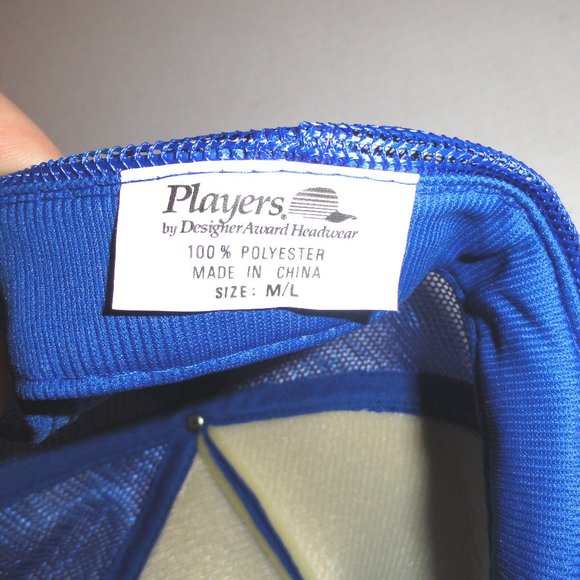 Players®
by Designer Award Headwear
100% POLYESTER
MADE IN CHINA
SIZE: M/L